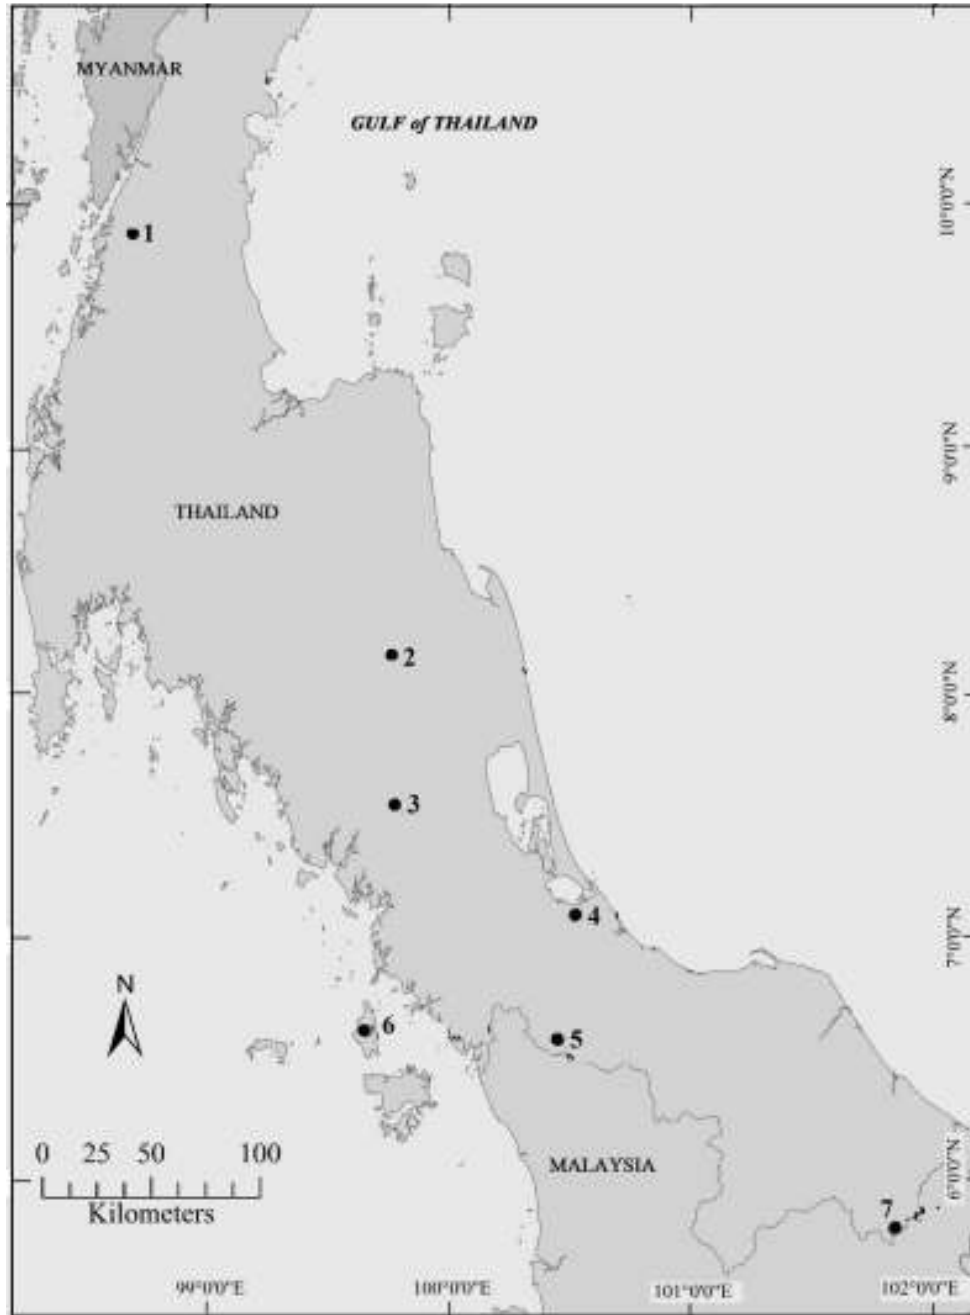 MYANMAR
GULF of THAILAND
10°0'0"N
1
9°0'0"N
THAILAND
2
8°0'0"N
3
4
7°0'0"N
N
6
5
0 25 50 100
Kilometers
MALAYSIA
6°0'0"N
7
99°0'0"E 100°0'0"E 101°0'0"E 102°0'0"E